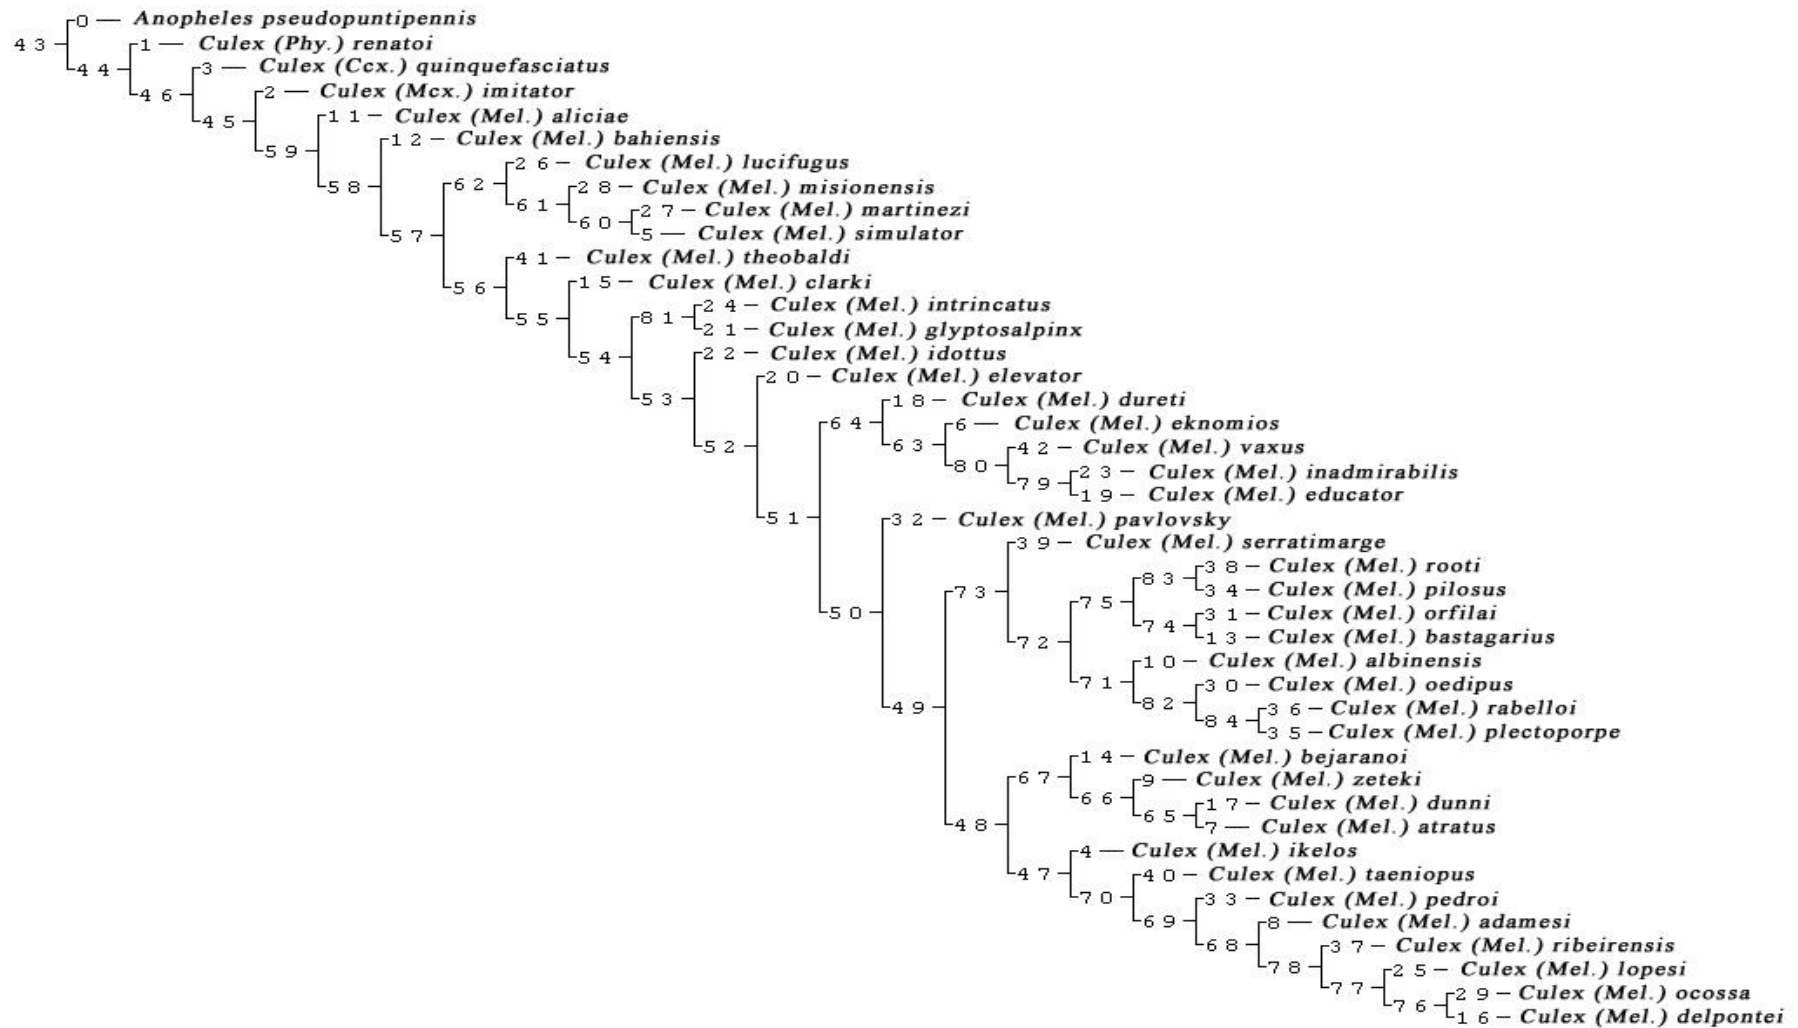 0 Anopheles pseudopuntipennis
43
1 Culex (Phy.) renatoi
44
3 Culex (Ccx.) quinquefasciatus
46
2 Culex (Mcx.) imitator
45
11 Culex (Mel.) aliciae
59
12 Culex (Mel.) bahiensis
58
26 Culex (Mel.) lucifugus
62
28 Culex (Mel.) misionensis
61
27 Culex (Mel.) martinezi
60
5 Culex (Mel.) simulator
57
41 Culex (Mel.) theobaldi
56
15 Culex (Mel.) clarki
55
24 Culex (Mel.) intrincatus
81
21 Culex (Mel.) glyptosalpinx
54
22 Culex (Mel.) idottus
53
20 Culex (Mel.) elevator
52
18 Culex (Mel.) dureti
64
6 Culex (Mel.) eknomios
63
42 Culex (Mel.) vaxus
80
23 Culex (Mel.) inadmirabilis
79
19 Culex (Mel.) educator
51
32 Culex (Mel.) pavlovsky
39 Culex (Mel.) serratimarge
38 Culex (Mel.) rooti
83
34 Culex (Mel.) pilosus
73
75
50
31 Culex (Mel.) orfilai
74
13 Culex (Mel.) bastagarius
72
10 Culex (Mel.) albinensis
71
30 Culex (Mel.) oedipus
82
49
36 Culex (Mel.) rabelloi
84
35 Culex (Mel.) plectoporpe
14 Culex (Mel.) bejaranoi
67
9 Culex (Mel.) zeteki
66
17 Culex (Mel.) dunni
65
48
7 Culex (Mel.) atratus
4 Culex (Mel.) ikelos
47
40 Culex (Mel.) taeniopus
70
33 Culex (Mel.) pedroi
69
8 Culex (Mel.) adamesi
68
37 Culex (Mel.) ribeirensis
78
25 Culex (Mel.) lopesi
77
29 Culex (Mel.) ocossa
76
16 Culex (Mel.) delpontei